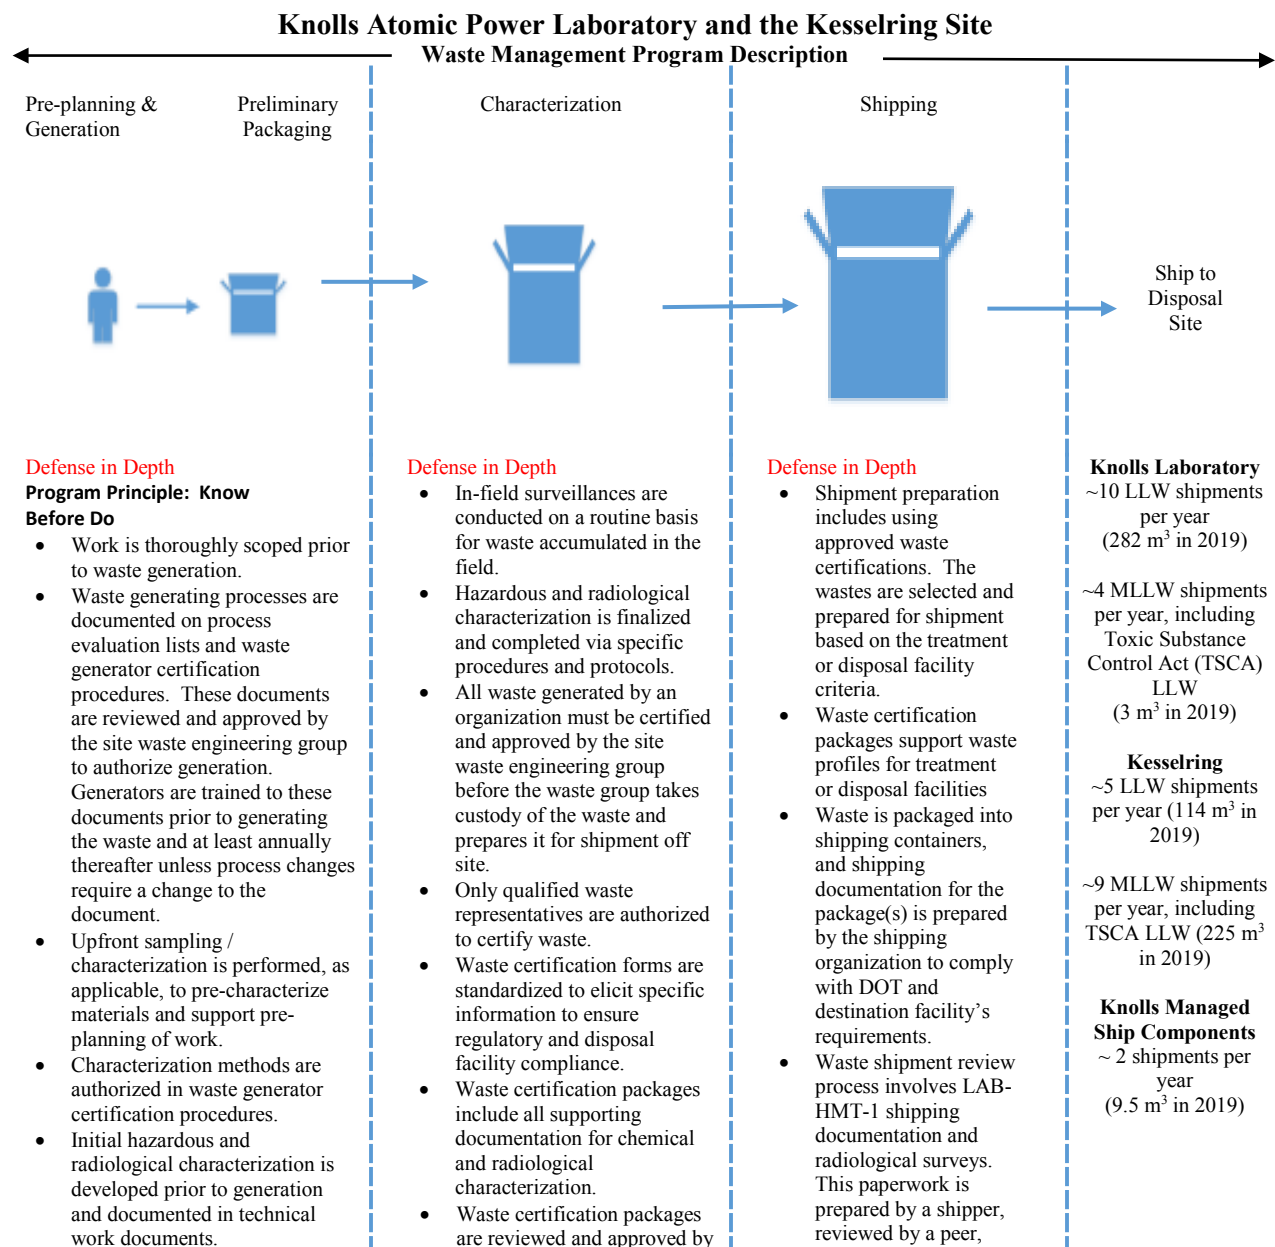 Knolls Atomic Power Laboratory and the Kesselring Site
Waste Management Program Description
Pre-planning &
Generation
Preliminary
Packaging
Characterization
Shipping
Ship to
Disposal
Site
Defense in Depth
Program Principle:  Know
Before Do
• Work is thoroughly scoped prior
to waste generation.
• Waste generating processes are
documented on process
evaluation lists and waste
generator certification
procedures.  These documents
are reviewed and approved by
the site waste engineering group
to authorize generation.
Generators are trained to these
documents prior to generating
the waste and at least annually
thereafter unless process changes
require a change to the
document.
• Upfront sampling /
characterization is performed, as
applicable, to pre-characterize
materials and support pre-
planning of work.
• Characterization methods are
authorized in waste generator
certification procedures.
• Initial hazardous and
radiological characterization is
developed prior to generation
and documented in technical
work documents.
Defense in Depth
• In-field surveillances are
conducted on a routine basis
for waste accumulated in the
field.
• Hazardous and radiological
characterization is finalized
and completed via specific
procedures and protocols.
• All waste generated by an
organization must be certified
and approved by the site
waste engineering group
before the waste group takes
custody of the waste and
prepares it for shipment off
site.
• Only qualified waste
representatives are authorized
to certify waste.
• Waste certification forms are
standardized to elicit specific
information to ensure
regulatory and disposal
facility compliance.
• Waste certification packages
include all supporting
documentation for chemical
and radiological
characterization.
• Waste certification packages
are reviewed and approved by
Defense in Depth
• Shipment preparation
includes using
approved waste
certifications.  The
wastes are selected and
prepared for shipment
based on the treatment
or disposal facility
criteria.
• Waste certification
packages support waste
profiles for treatment
or disposal facilities
• Waste is packaged into
shipping containers,
and shipping
documentation for the
package(s) is prepared
by the shipping
organization to comply
with DOT and
destination facility’s
requirements.
• Waste shipment review
process involves LAB-
HMT-1 shipping
documentation and
radiological surveys.
This paperwork is
prepared by a shipper,
reviewed by a peer,
Knolls Laboratory
~10 LLW shipments
per year
(282 m³ in 2019)
~4 MLLW shipments
per year, including
Toxic Substance
Control Act (TSCA)
LLW
(3 m³ in 2019)
Kesselring
~5 LLW shipments
per year (114 m³ in
2019)
~9 MLLW shipments
per year, including
TSCA LLW (225 m³
in 2019)
Knolls Managed
Ship Components
~ 2 shipments per
year
(9.5 m³ in 2019)